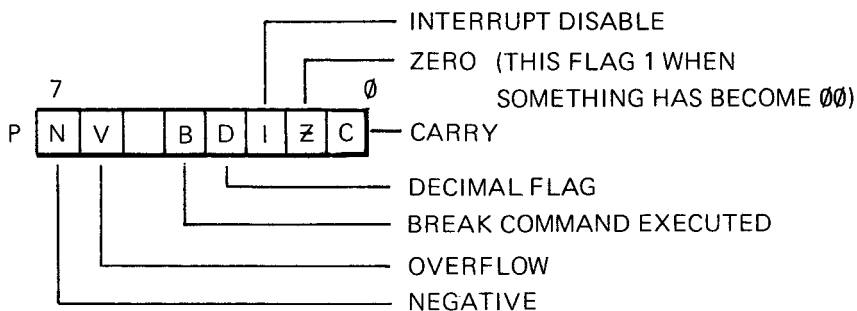 INTERRUPT DISABLE
ZERO (THIS FLAG 1 WHEN
SOMETHING HAS BECOME ØØ)
7 Ø
P N V B D I Ƶ C CARRY
DECIMAL FLAG
BREAK COMMAND EXECUTED
OVERFLOW
NEGATIVE